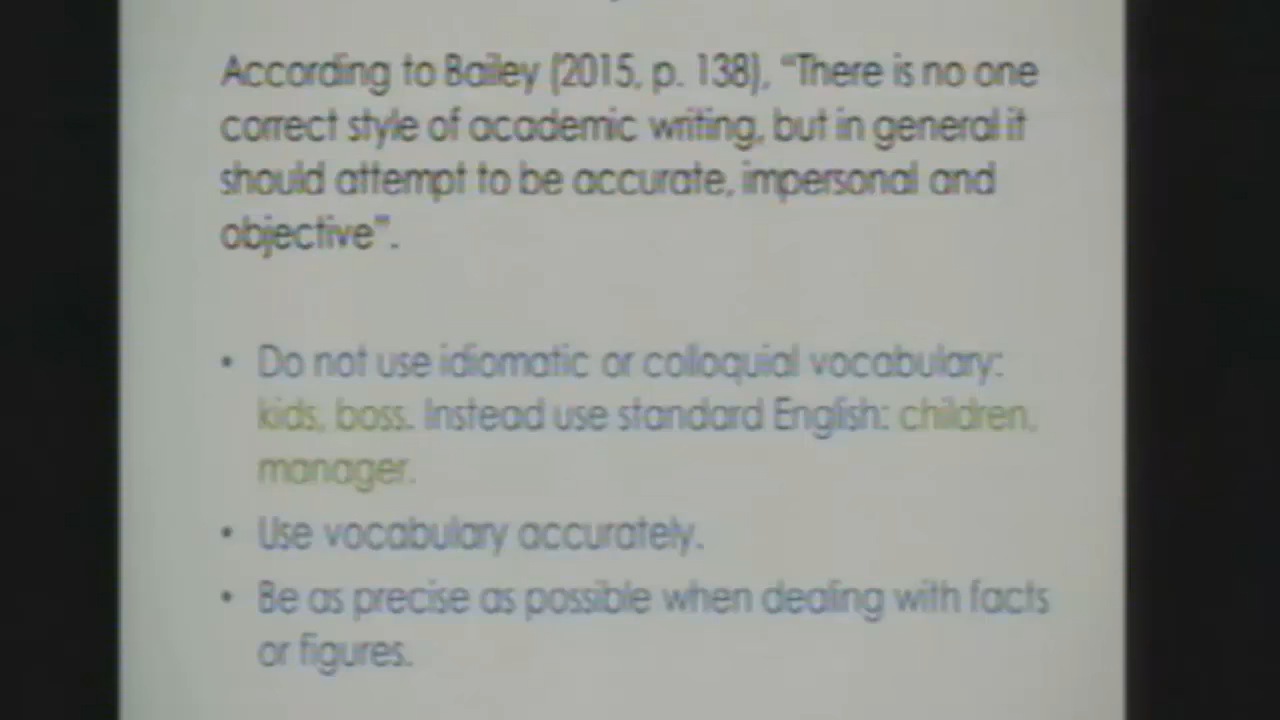 According to Bailey (2015, p. 138), “There is no one
correct style of academic writing, but in general it
should attempt to be accurate, impersonal and
objective”.
• Do not use idiomatic or colloquial vocabulary:
kids, boss. Instead use standard English: children,
manager.
• Use vocabulary accurately.
• Be as precise as possible when dealing with facts
or figures.